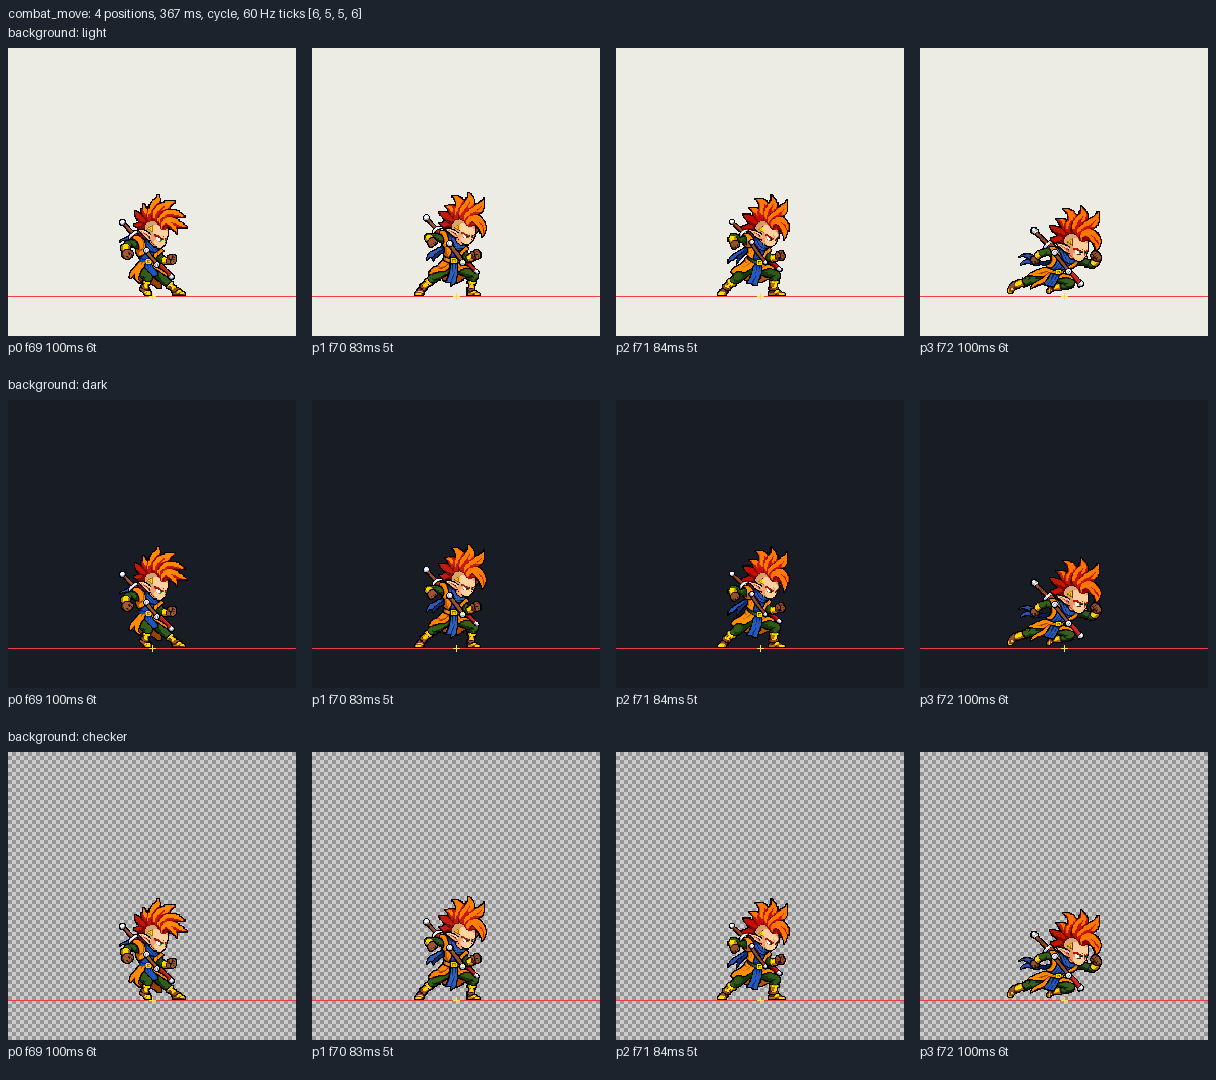 combat_move: 4 positions, 367 ms, cycle, 60 Hz ticks [6, 5, 5, 6]
background: light
p0 f69 100ms 6t
p1 f70 83ms 5t
p2 f71 84ms 5t
p3 f72 100ms 6t
background: dark
p0 f69 100ms 6t
p1 f70 83ms 5t
p2 f71 84ms 5t
p3 f72 100ms 6t
background: checker
p0 f69 100ms 6t
p1 f70 83ms 5t
p2 f71 84ms 5t
p3 f72 100ms 6t